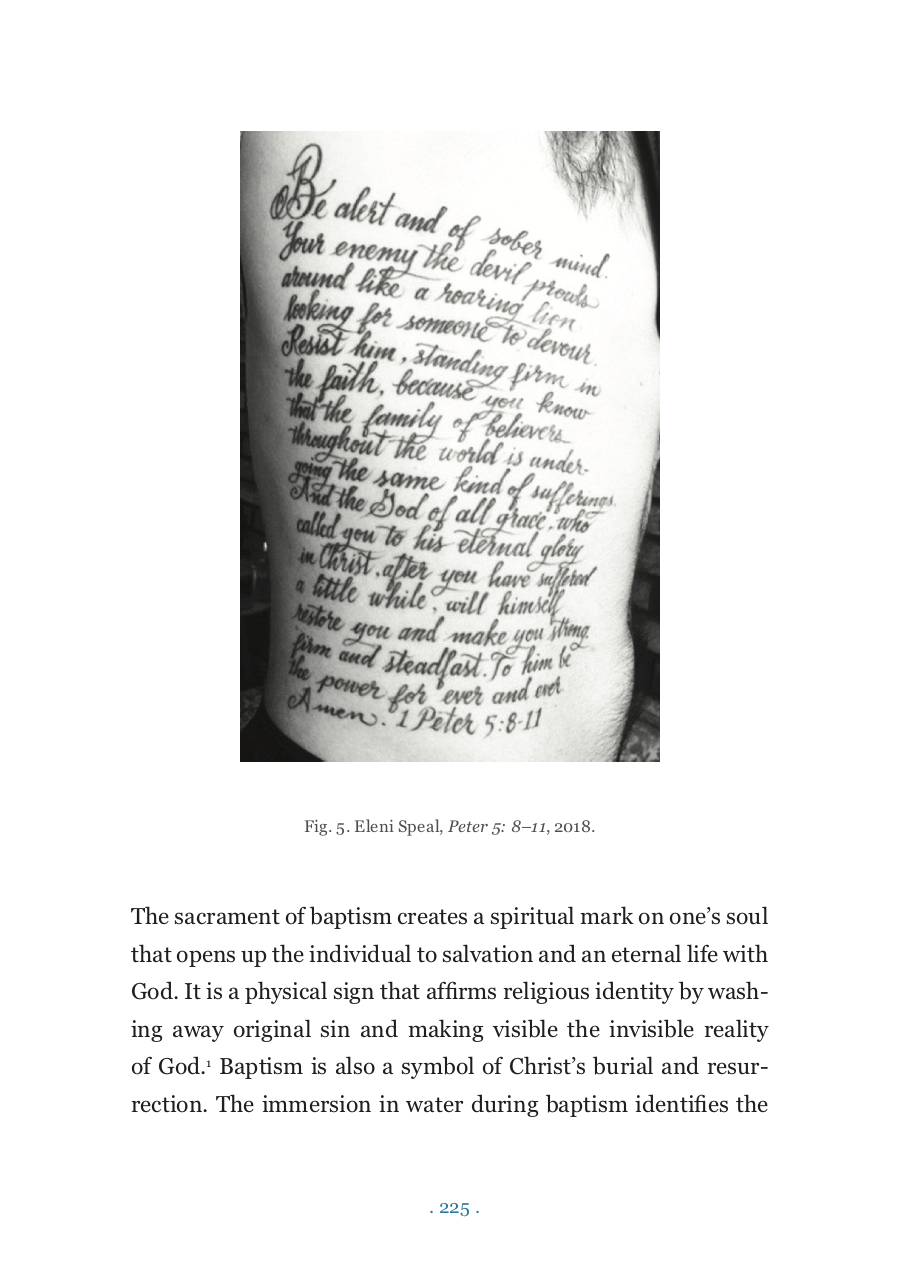 Be alert and of sober mind.
Your enemy the devil prowls
around like a roaring lion
looking for someone to devour.
Resist him, standing firm in
the faith, because you know
that the family of believers
throughout the world is under-
going the same kind of sufferings.
And the God of all grace, who
called you to his eternal glory
in Christ, after you have suffered
a little while, will himself
restore you and make you strong
firm and steadfast. To him be
the power for ever and ever
Amen. 1 Peter 5:8-11
Fig. 5. Eleni Speal, Peter 5: 8–11, 2018.
The sacrament of baptism creates a spiritual mark on one’s soul
that opens up the individual to salvation and an eternal life with
God. It is a physical sign that affirms religious identity by wash-
ing away original sin and making visible the invisible reality
of God.¹ Baptism is also a symbol of Christ’s burial and resur-
rection. The immersion in water during baptism identifies the
. 225 .